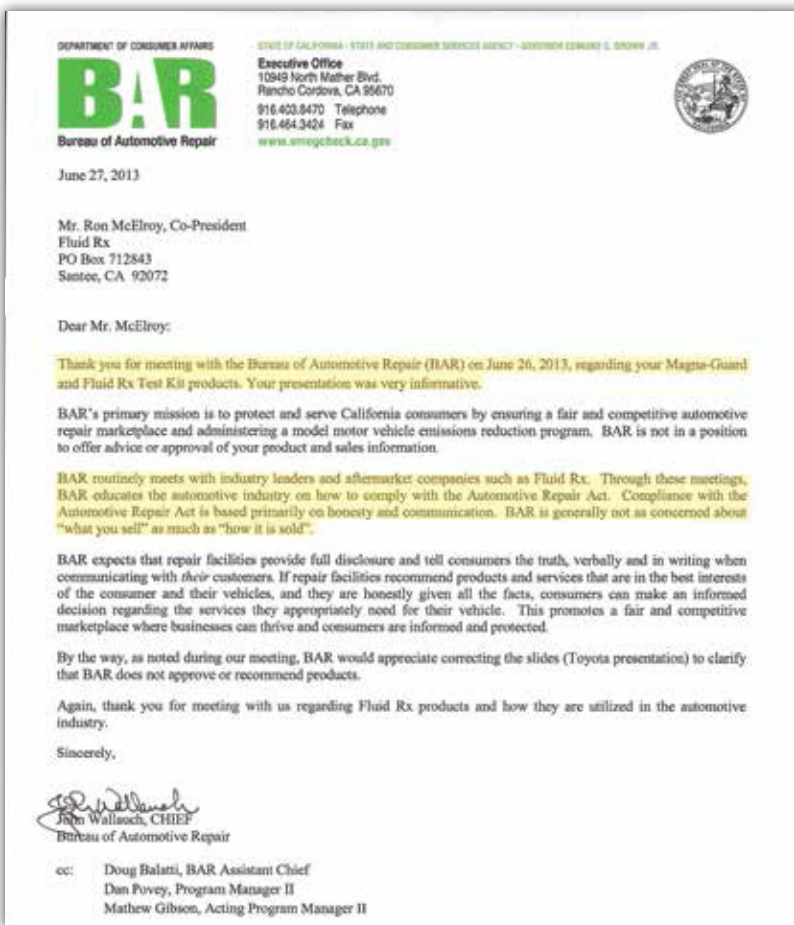 DEPARTMENT OF CONSUMER AFFAIRS
BAR
Bureau of Automotive Repair
STATE OF CALIFORNIA - STATE AND CONSUMER SERVICES AGENCY - GOVERNOR EDMUND G. BROWN JR.
Executive Office
10949 North Mather Blvd.
Rancho Cordova, CA 95670
916.403.8470 Telephone
916.464.3424 Fax
www.smogcheck.ca.gov
June 27, 2013
Mr. Ron McElroy, Co-President
Fluid Rx
PO Box 712843
Santee, CA 92072
Dear Mr. McElroy:
Thank you for meeting with the Bureau of Automotive Repair (BAR) on June 26, 2013, regarding your Magna-Guard
and Fluid Rx Test Kit products. Your presentation was very informative.
BAR's primary mission is to protect and serve California consumers by ensuring a fair and competitive automotive
repair marketplace and administering a model motor vehicle emissions reduction program. BAR is not in a position
to offer advice or approval of your product and sales information.
BAR routinely meets with industry leaders and aftermarket companies such as Fluid Rx. Through these meetings,
BAR educates the automotive industry on how to comply with the Automotive Repair Act. Compliance with the
Automotive Repair Act is based primarily on honesty and communication. BAR is generally not as concerned about
"what you sell" as much as "how it is sold".
BAR expects that repair facilities provide full disclosure and tell consumers the truth, verbally and in writing when
communicating with their customers. If repair facilities recommend products and services that are in the best interests
of the consumer and their vehicles, and they are honestly given all the facts, consumers can make an informed
decision regarding the services they appropriately need for their vehicle. This promotes a fair and competitive
marketplace where businesses can thrive and consumers are informed and protected.
By the way, as noted during our meeting, BAR would appreciate correcting the slides (Toyota presentation) to clarify
that BAR does not approve or recommend products.
Again, thank you for meeting with us regarding Fluid Rx products and how they are utilized in the automotive
industry.
Sincerely,
John Wallauch, CHIEF
Bureau of Automotive Repair
cc: Doug Balatti, BAR Assistant Chief
Dan Povey, Program Manager II
Mathew Gibson, Acting Program Manager II